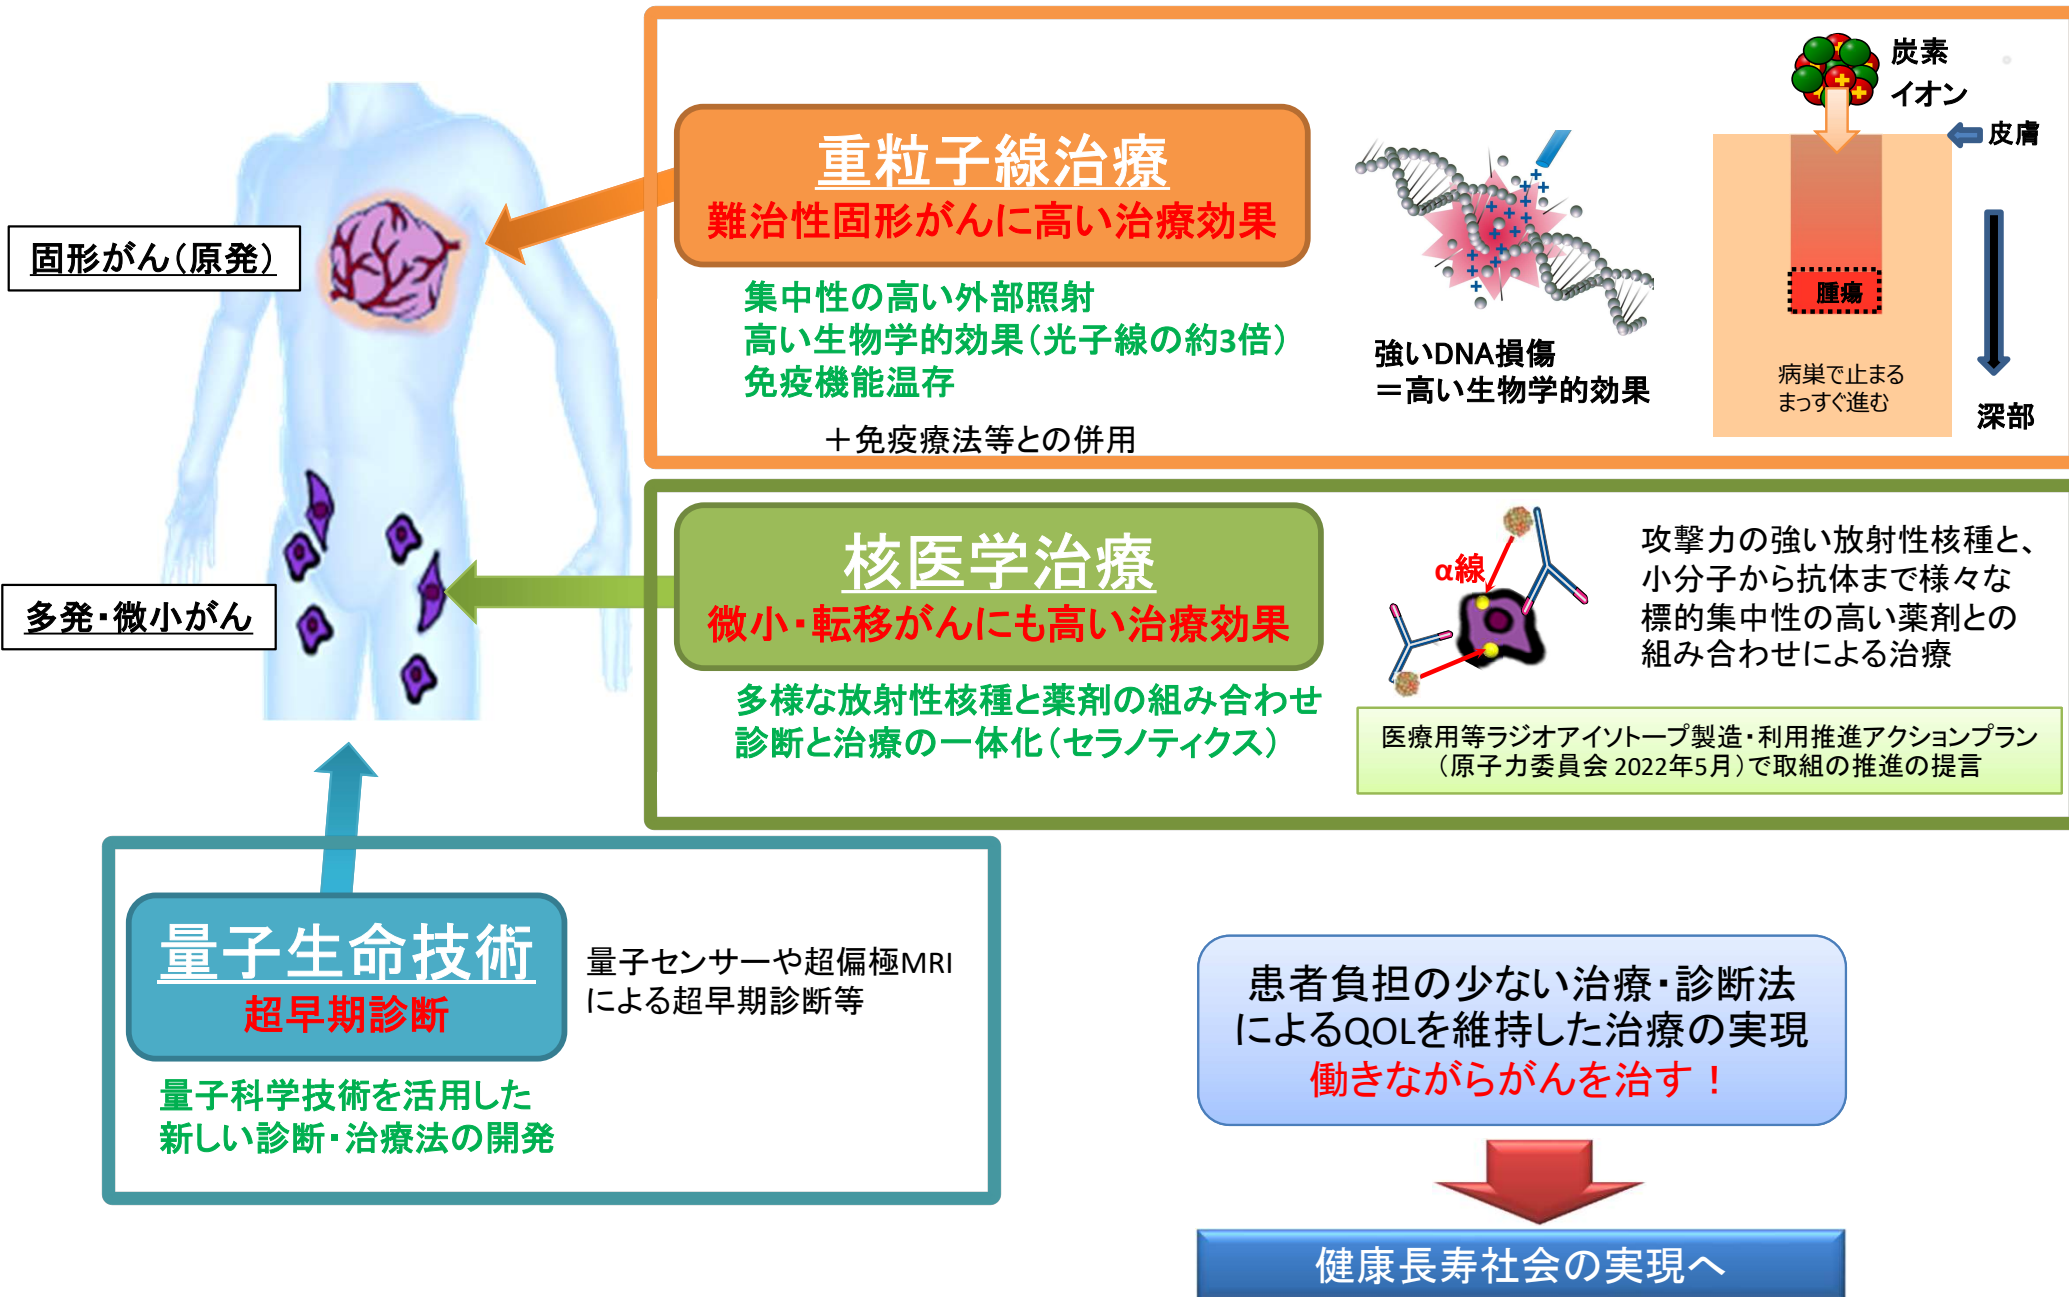 固形がん（原発）
多発・微小がん
重粒子線治療
難治性固形がんに高い治療効果
集中性の高い外部照射
高い生物学的効果（光子線の約3倍）
免疫機能温存
＋免疫療法等との併用
強いDNA損傷
＝高い生物学的効果
炭素
イオン
皮膚
腫瘍
病巣で止まる
まっすぐ進む
深部
核医学治療
微小・転移がんにも高い治療効果
多様な放射性核種と薬剤の組み合わせ
診断と治療の一体化（セラノティクス）
α線
攻撃力の強い放射性核種と、
小分子から抗体まで様々な
標的集中性の高い薬剤との
組み合わせによる治療
医療用等ラジオアイソトープ製造・利用推進アクションプラン
（原子力委員会 2022年5月）で取組の推進の提言
量子生命技術
超早期診断
量子センサーや超偏極MRI
による超早期診断等
量子科学技術を活用した
新しい診断・治療法の開発
患者負担の少ない治療・診断法
によるQOLを維持した治療の実現
働きながらがんを治す！
健康長寿社会の実現へ